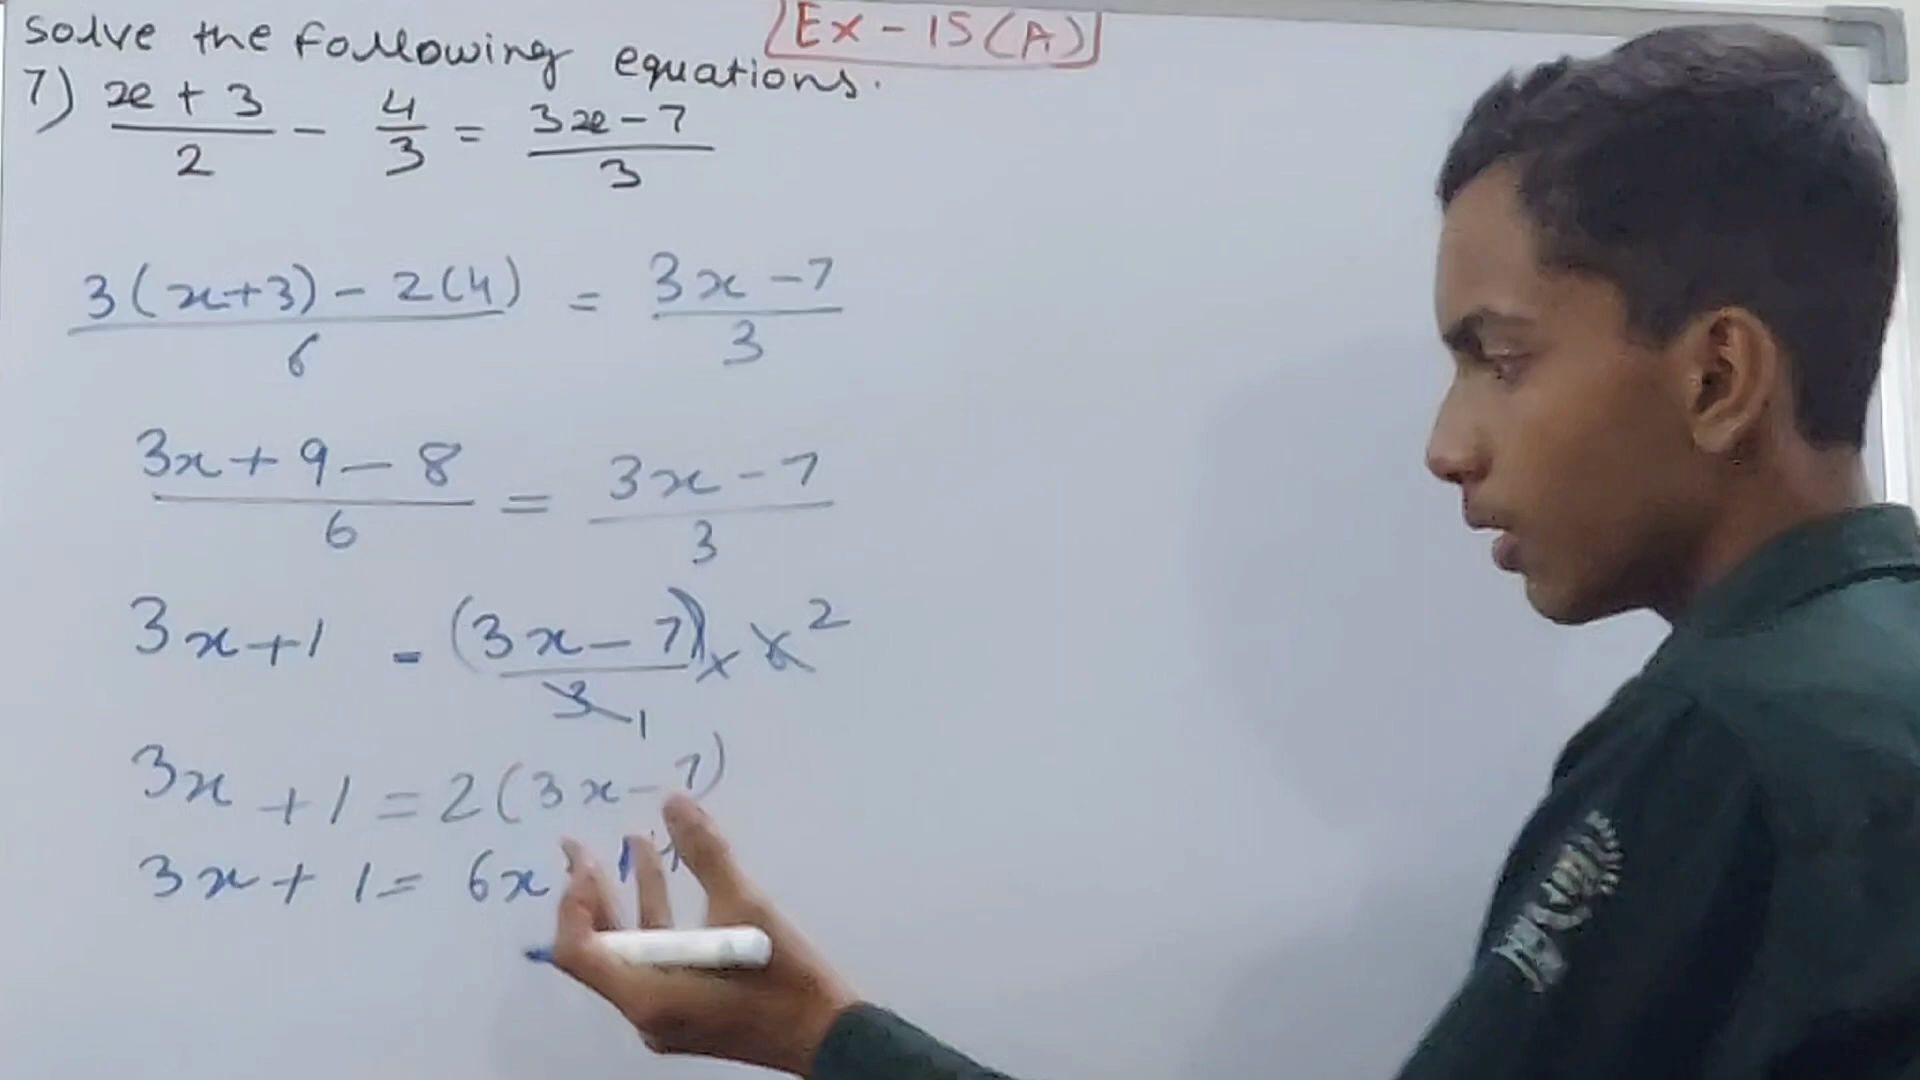 Ex - 15 (A)
Solve the following equations.
7) x + 3 / 2 - 4 / 3 = 3x - 7 / 3
3(x+3) - 2(4) / 6 = 3x - 7 / 3
3x + 9 - 8 / 6 = 3x - 7 / 3
3x + 1 = (3x - 7) / 3 1 × 6 2
3x + 1 = 2(3x - 7)
3x + 1 = 6x